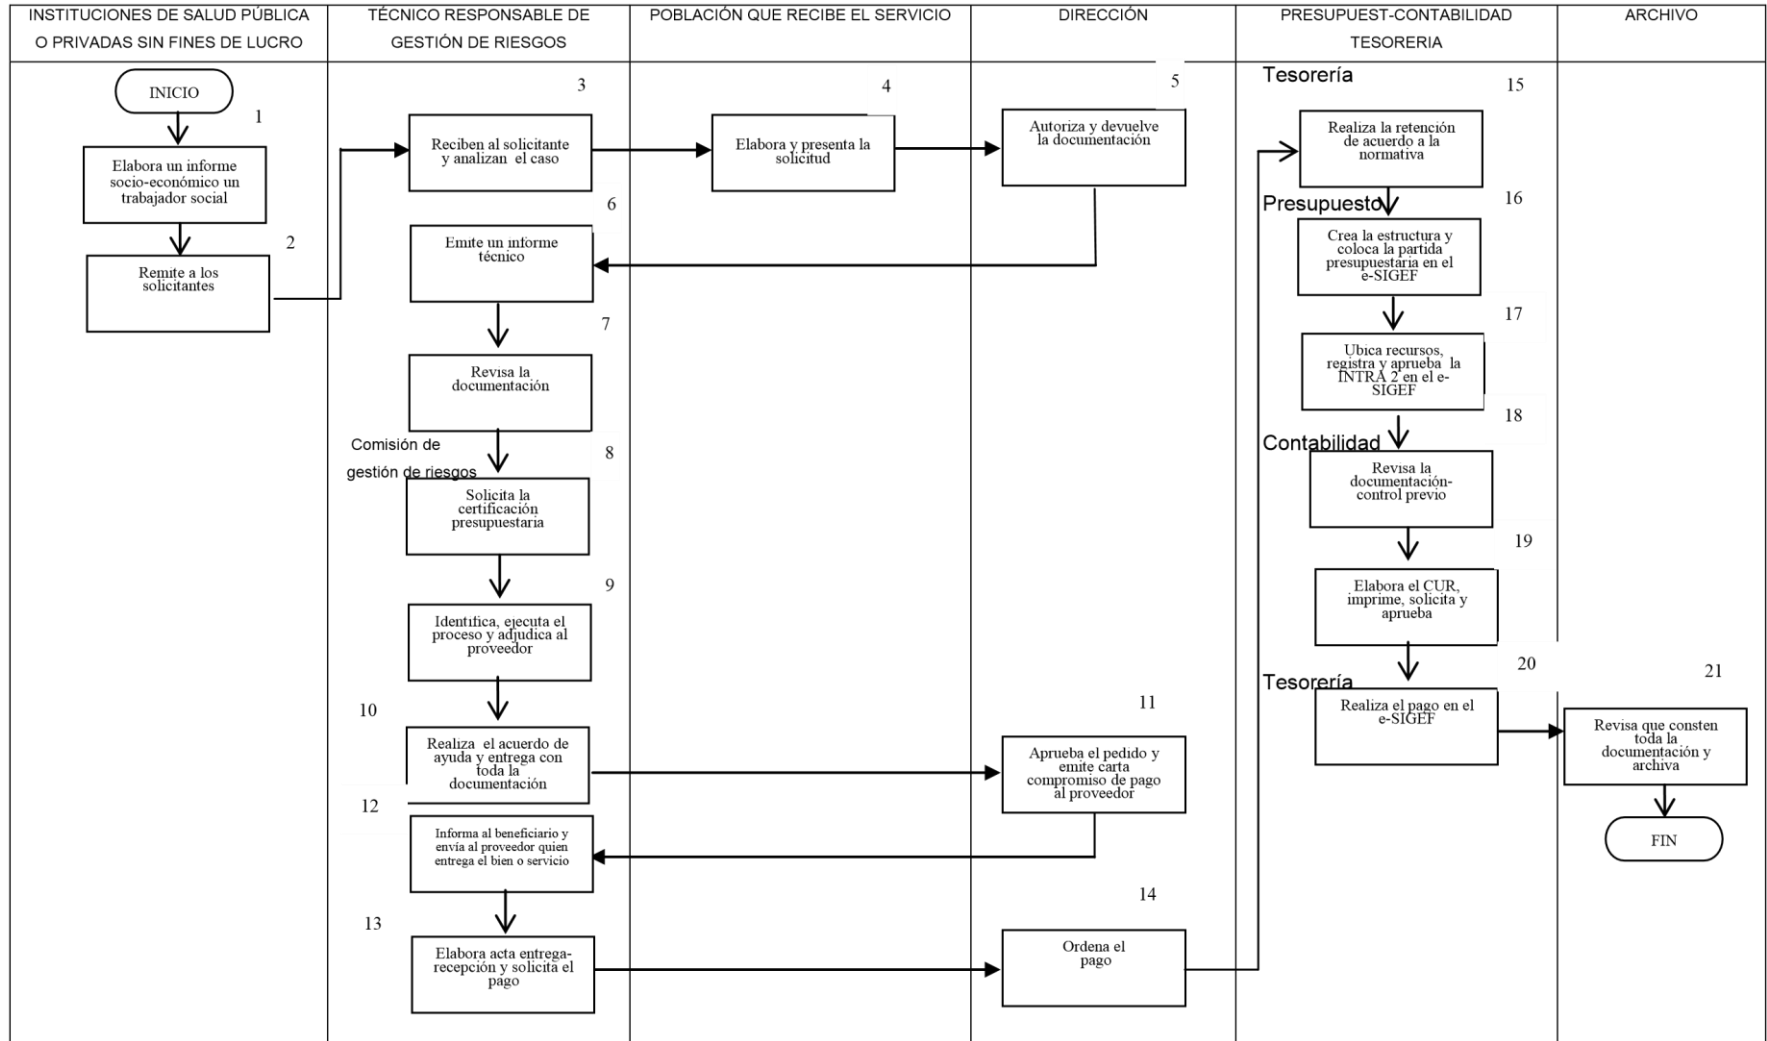 INSTITUCIONES DE SALUD PÚBLICA
O PRIVADAS SIN FINES DE LUCRO
TÉCNICO RESPONSABLE DE
GESTIÓN DE RIESGOS
POBLACIÓN QUE RECIBE EL SERVICIO
DIRECCIÓN
PRESUPUEST-CONTABILIDAD
TESORERIA
ARCHIVO
INICIO
1
Elabora un informe
socio-económico un
trabajador social
2
Remite a los
solicitantes
3
Reciben al solicitante
y analizan el caso
4
Elabora y presenta la
solicitud
5
Autoriza y devuelve
la documentación
6
Emite un informe
técnico
7
Revisa la
documentación
Comisión de
gestión de riesgos
8
Solicita la
certificación
presupuestaria
9
Identifica, ejecuta el
proceso y adjudica al
proveedor
10
Realiza el acuerdo de
ayuda y entrega con
toda la
documentación
11
Aprueba el pedido y
emite carta
compromiso de pago
al proveedor
12
Informa al beneficiario y
envía al proveedor quien
entrega el bien o servicio
13
Elabora acta entrega-
recepción y solicita el
pago
14
Ordena el
pago
Tesorería
15
Realiza la retención
de acuerdo a la
normativa
Presupuesto
16
Crea la estructura y
coloca la partida
presupuestaria en el
e-SIGEF
17
Ubica recursos,
registra y aprueba la
INTRA 2 en el e-
SIGEF
18
Contabilidad
Revisa la
documentación-
control previo
19
Elabora el CUR,
imprime, solicita y
aprueba
Tesorería
20
Realiza el pago en el
e-SIGEF
21
Revisa que consten
toda la
documentación y
archiva
FIN